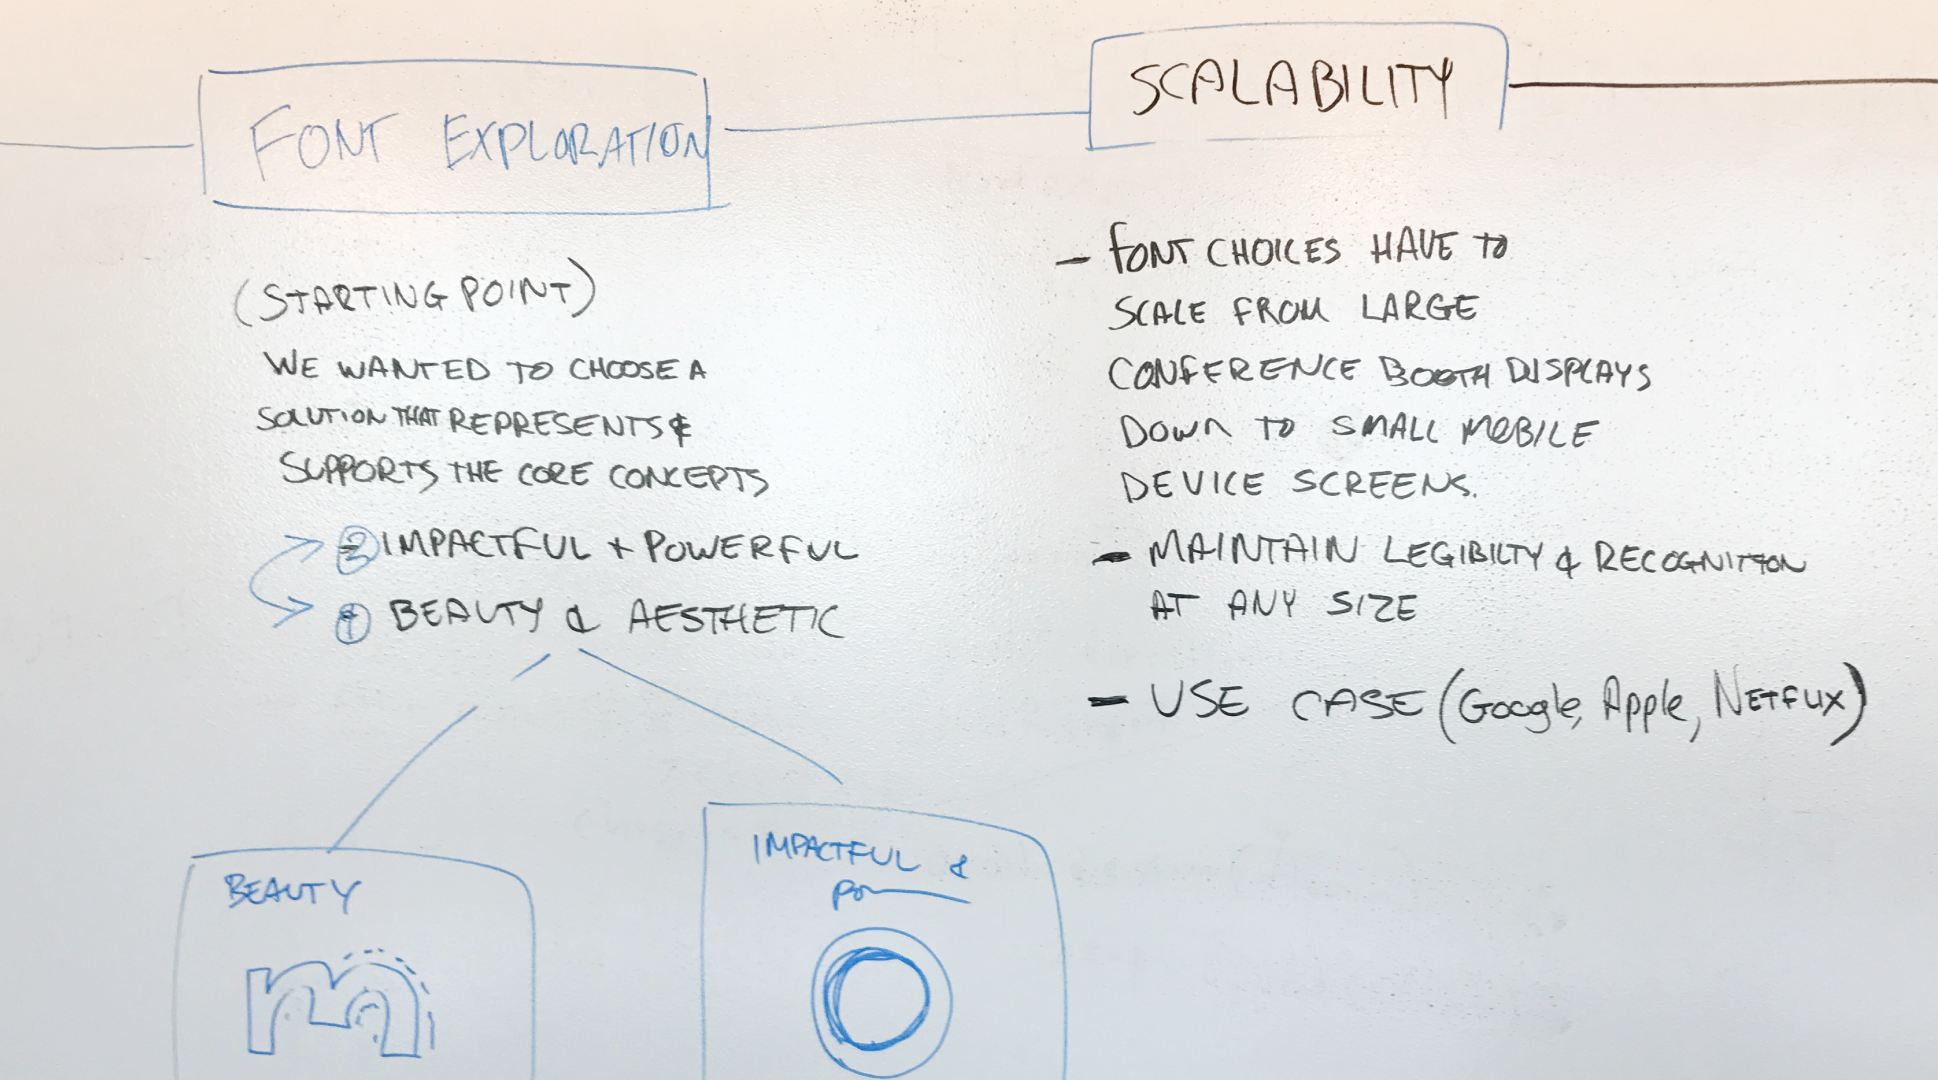 FONT EXPLORATION
(STARTING POINT)
WE WANTED TO CHOOSE A
SOLUTION THAT REPRESENTS &
SUPPORTS THE CORE CONCEPTS
② IMPACTFUL + POWERFUL
① BEAUTY & AESTHETIC
BEAUTY
m
IMPACTFUL &
SCALABILITY
- FONT CHOICES HAVE TO
SCALE FROM LARGE
CONFERENCE BOOTH DISPLAYS
DOWN TO SMALL MOBILE
DEVICE SCREENS.
- MAINTAIN LEGIBILTY & RECOGNITION
AT ANY SIZE
- USE CASE (Google, Apple, NETFLIX)